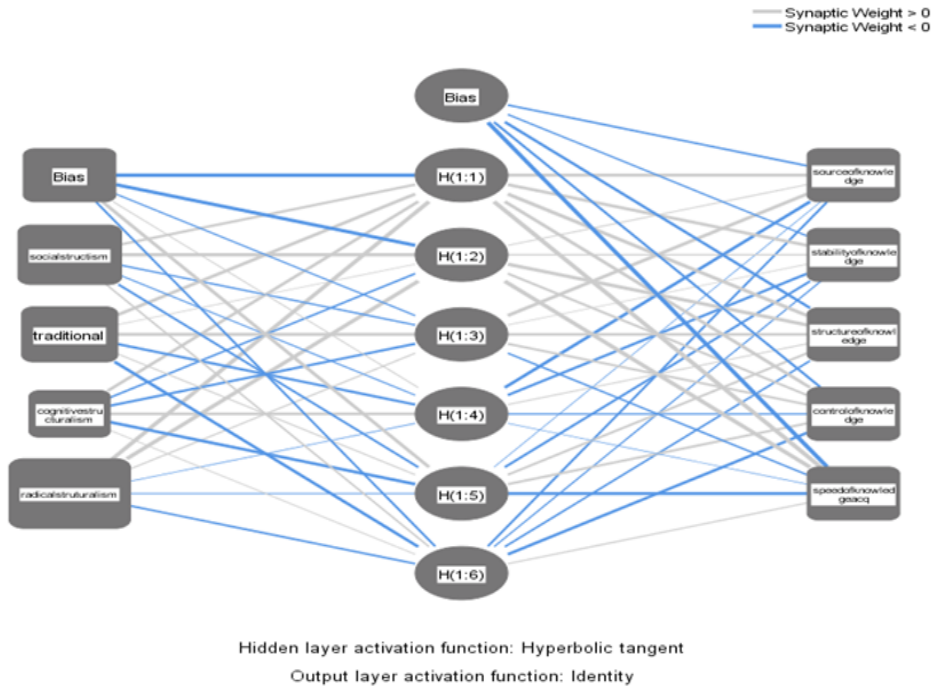 Synaptic Weight > 0
Synaptic Weight < 0
Bias
Bias
H(1:1)
sourceofknowle
dge
socialstructism
H(1:2)
stabilityofknowle
dge
traditional
H(1:3)
structureofknowl
edge
cognitivestru
cturalism
H(1:4)
controlofknowle
dge
radicalstruturalism
H(1:5)
speedofknowled
geacq
H(1:6)
Hidden layer activation function: Hyperbolic tangent
Output layer activation function: Identity